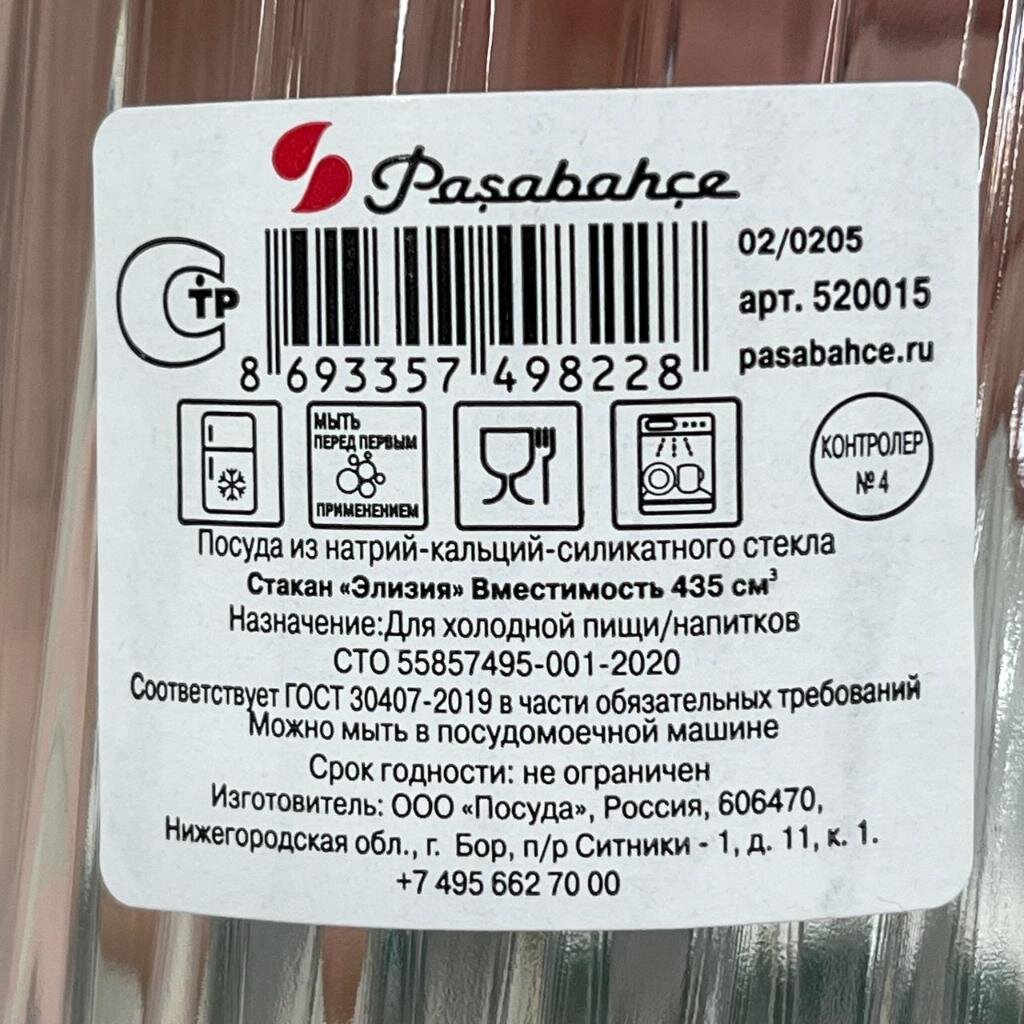 Paşabahçe
СТР
02/0205
арт. 520015
pasabahce.ru
8 693357 498228
МЫТЬ
ПЕРЕД ПЕРВЫМ
ПРИМЕНЕНИЕМ
КОНТРОЛЕР
№ 4
Посуда из натрий-кальций-силикатного стекла
Стакан «Элизия» Вместимость 435 см³
Назначение:Для холодной пищи/напитков
СТО 55857495-001-2020
Соответствует ГОСТ 30407-2019 в части обязательных требований
Можно мыть в посудомоечной машине
Срок годности: не ограничен
Изготовитель: ООО «Посуда», Россия, 606470,
Нижегородская обл., г. Бор, п/р Ситники - 1, д. 11, к. 1.
+7 495 662 70 00